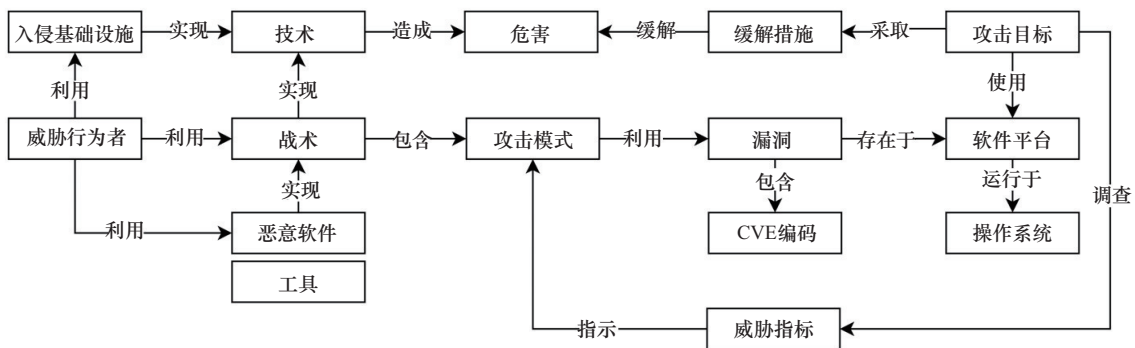 入侵基础设施 实现 技术 造成 危害 缓解 缓解措施 采取 攻击目标
利用 实现 使用
威胁行为者 利用 战术 包含 攻击模式 利用 漏洞 存在于 软件平台
实现 包含 运行于 调查
利用 恶意软件 CVE编码 操作系统
工具
指示 威胁指标